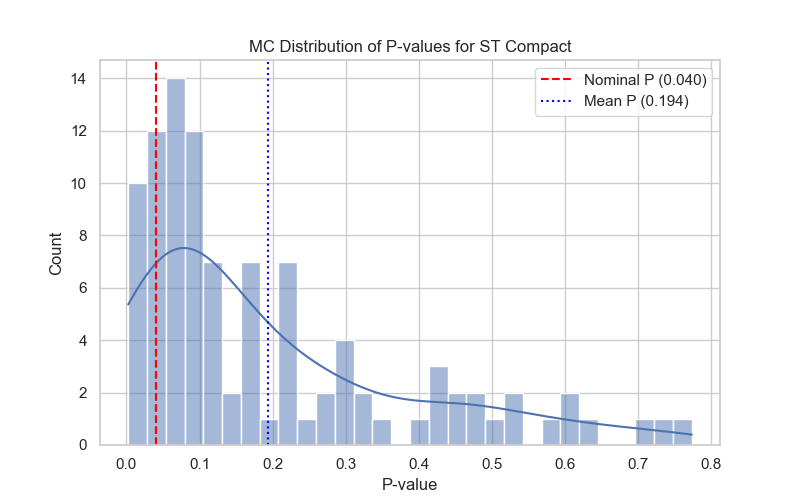 MC Distribution of P-values for ST Compact
Nominal P (0.040)
Mean P (0.194)
Count
14
12
10
8
6
4
2
0
0.0 0.1 0.2 0.3 0.4 0.5 0.6 0.7 0.8
P-value